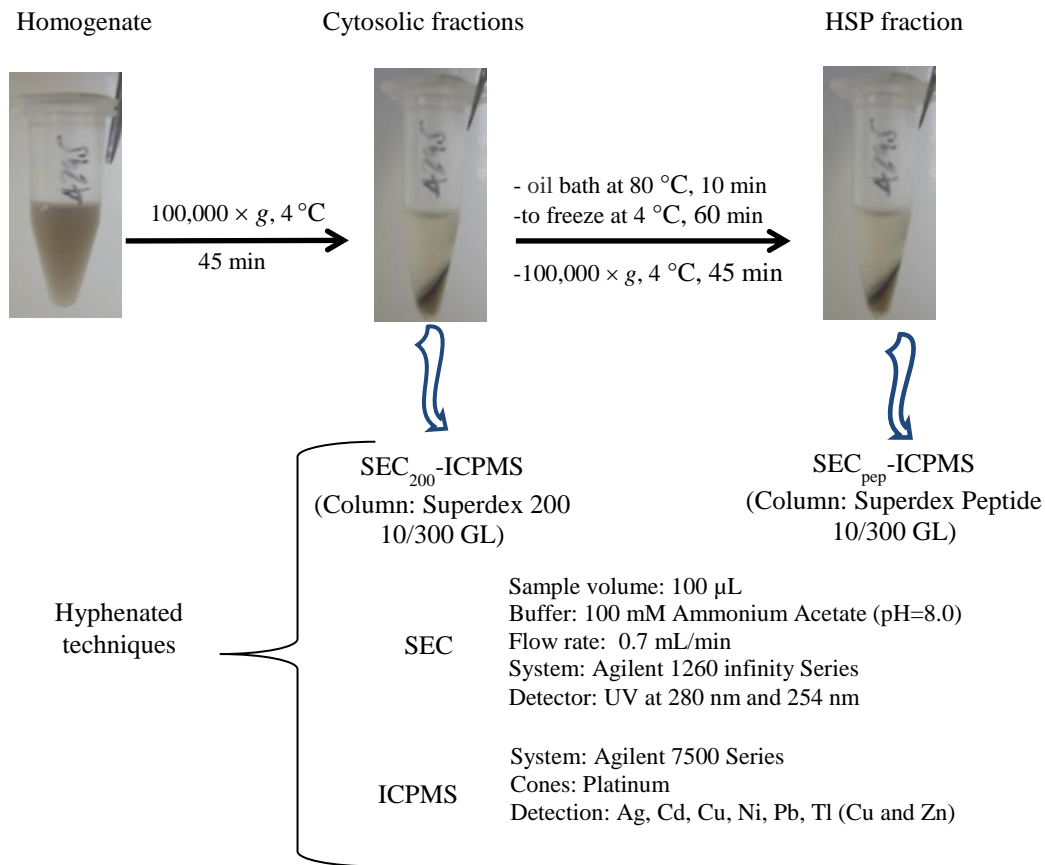 Homogenate
Cytosolic fractions
HSP fraction
4295
4295
4295
100,000 × g, 4 °C
45 min
- oil bath at 80 °C, 10 min
-to freeze at 4 °C, 60 min
-100,000 × g, 4 °C, 45 min
SEC200-ICPMS
(Column: Superdex 200
10/300 GL)
SECpep-ICPMS
(Column: Superdex Peptide
10/300 GL)
Hyphenated
techniques
SEC
Sample volume: 100 µL
Buffer: 100 mM Ammonium Acetate (pH=8.0)
Flow rate: 0.7 mL/min
System: Agilent 1260 infinity Series
Detector: UV at 280 nm and 254 nm
ICPMS
System: Agilent 7500 Series
Cones: Platinum
Detection: Ag, Cd, Cu, Ni, Pb, Tl (Cu and Zn)